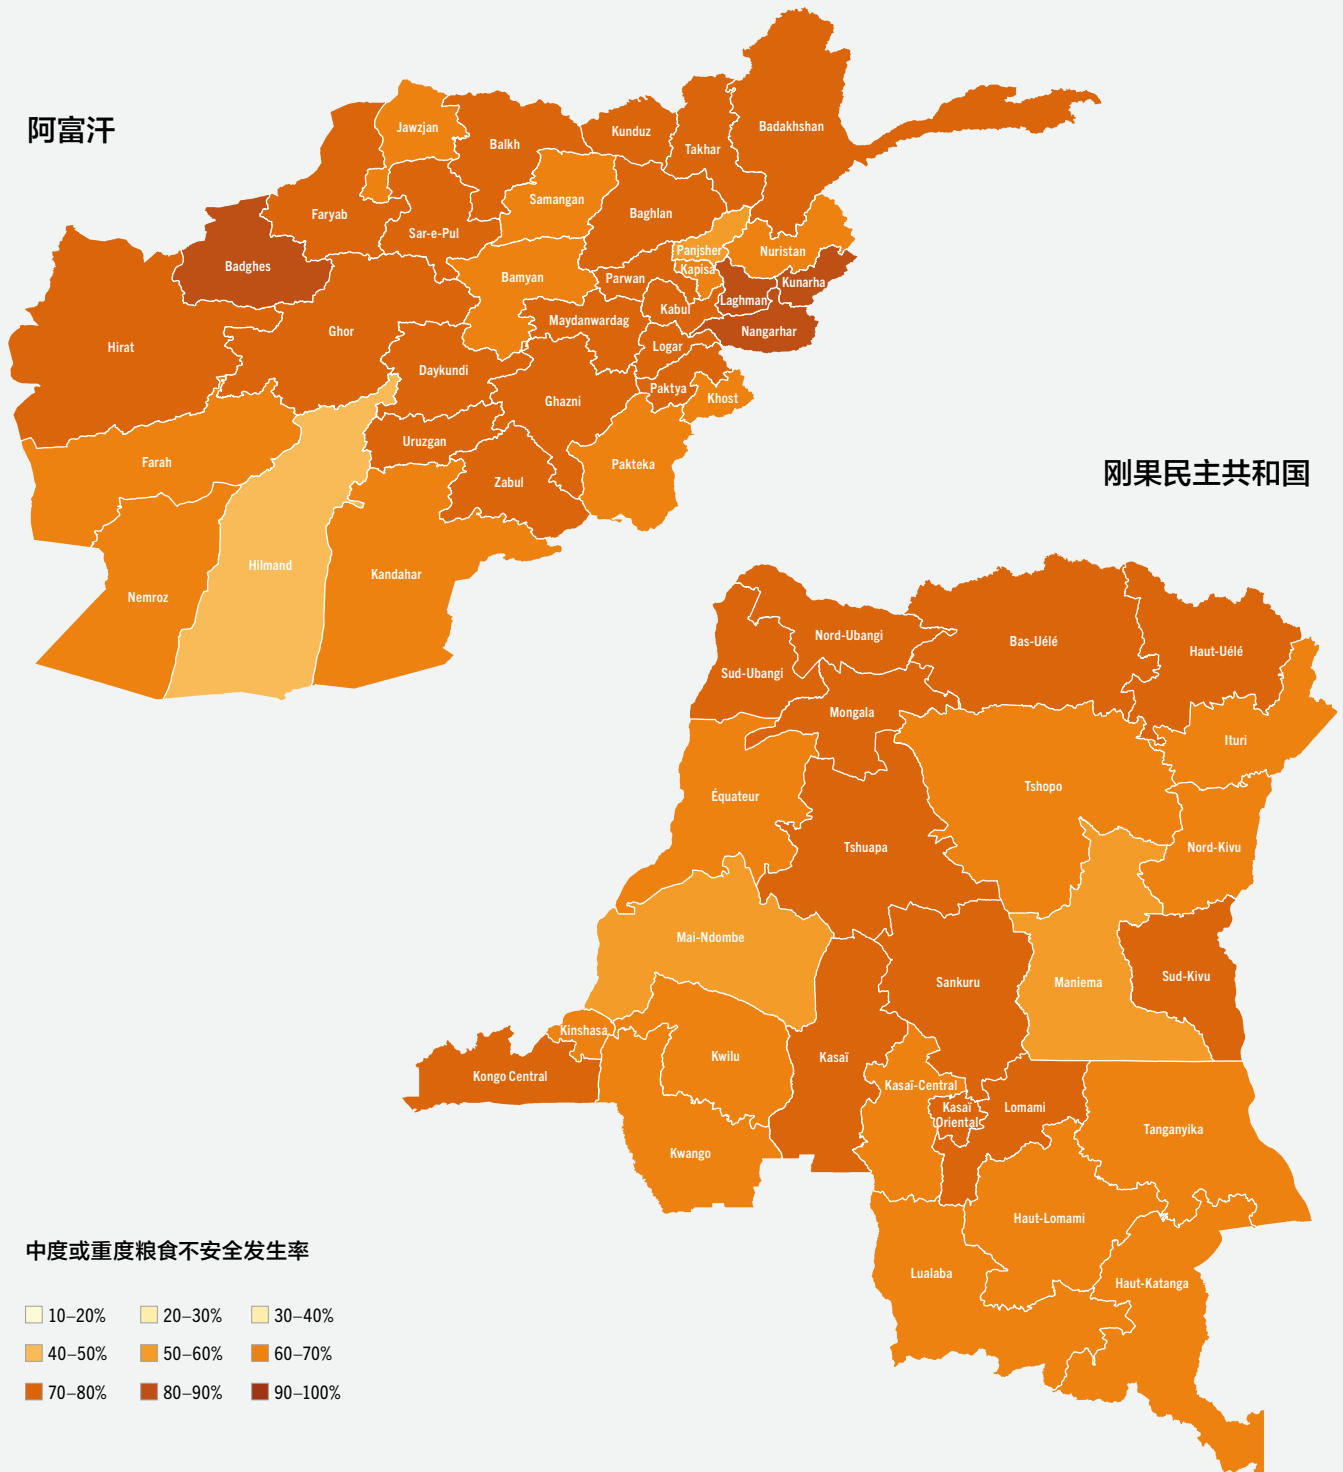 阿富汗
Jawzjan
Balkh
Kunduz
Takhar
Badakhshan
Faryab
Sar-e-Pul
Samangan
Baghlan
Badghes
Bamyan
Parwan
Panjsher
Kapisa
Nuristan
Kunarha
Laghman
Nangarhar
Kabul
Hirat
Ghor
Maydanwardag
Logar
Daykundi
Ghazni
Paktya
Khost
Farah
Uruzgan
Zabul
Pakteka
Nemroz
Hilmand
Kandahar
刚果民主共和国
Nord-Ubangi
Bas-Uélé
Haut-Uélé
Sud-Ubangi
Mongala
Ituri
Équateur
Tshopo
Tshuapa
Nord-Kivu
Mai-Ndombe
Sankuru
Maniema
Sud-Kivu
Kinshasa
Kongo Central
Kwilu
Kasaï
Kasaï-Central
Kasaï
Oriental
Lomami
Kwango
Tanganyika
Haut-Lomami
Lualaba
Haut-Katanga
中度或重度粮食不安全发生率
10–20% 20–30% 30–40%
40–50% 50–60% 60–70%
70–80% 80–90% 90–100%